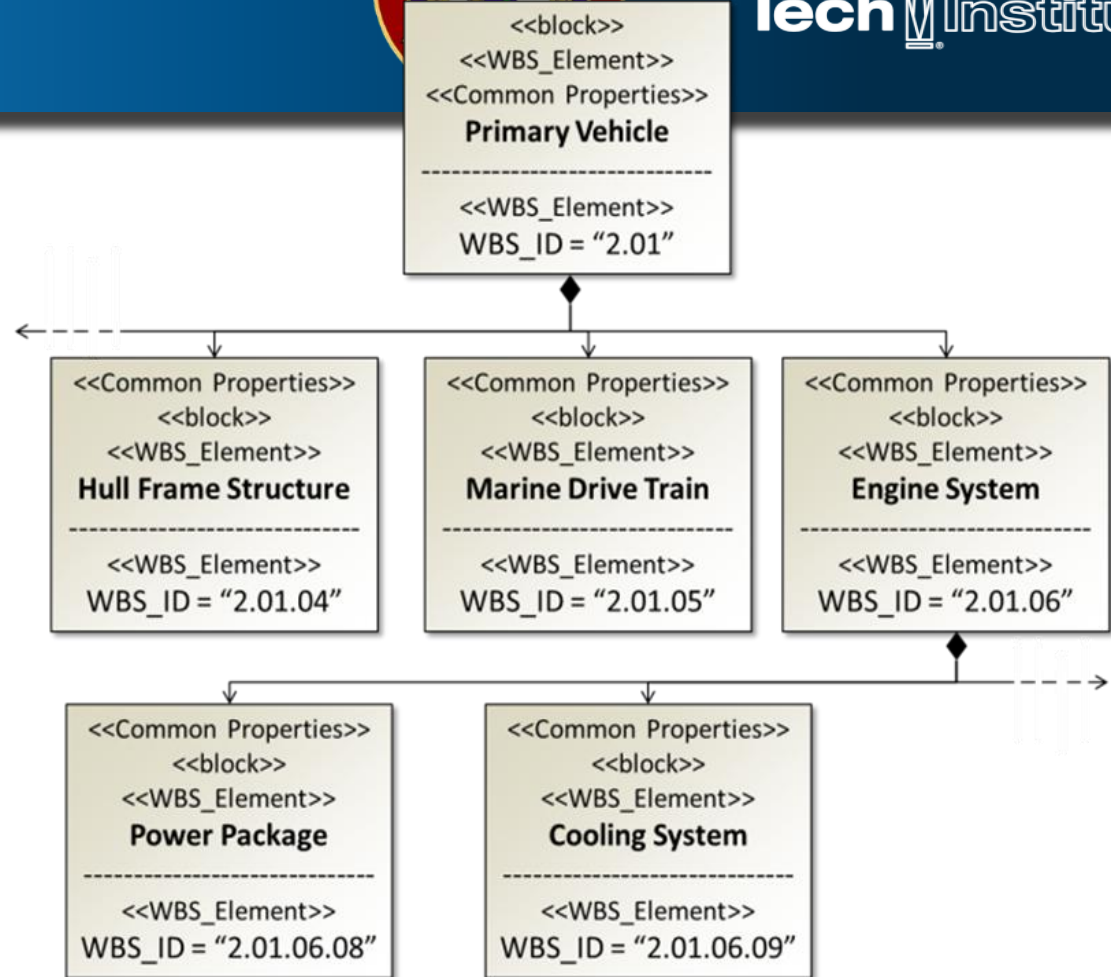 Tech
<<block>>
<<WBS_Element>>
<<Common Properties>>
Primary Vehicle
------------------------------
<<WBS_Element>>
WBS_ID = “2.01”
<<Common Properties>>
<<block>>
<<WBS_Element>>
Hull Frame Structure
------------------------------
<<WBS_Element>>
WBS_ID = “2.01.04”
<<Common Properties>>
<<block>>
<<WBS_Element>>
Marine Drive Train
------------------------------
<<WBS_Element>>
WBS_ID = “2.01.05”
<<Common Properties>>
<<block>>
<<WBS_Element>>
Engine System
------------------------------
<<WBS_Element>>
WBS_ID = “2.01.06”
<<Common Properties>>
<<block>>
<<WBS_Element>>
Power Package
------------------------------
<<WBS_Element>>
WBS_ID = “2.01.06.08”
<<Common Properties>>
<<block>>
<<WBS_Element>>
Cooling System
------------------------------
<<WBS_Element>>
WBS_ID = “2.01.06.09”